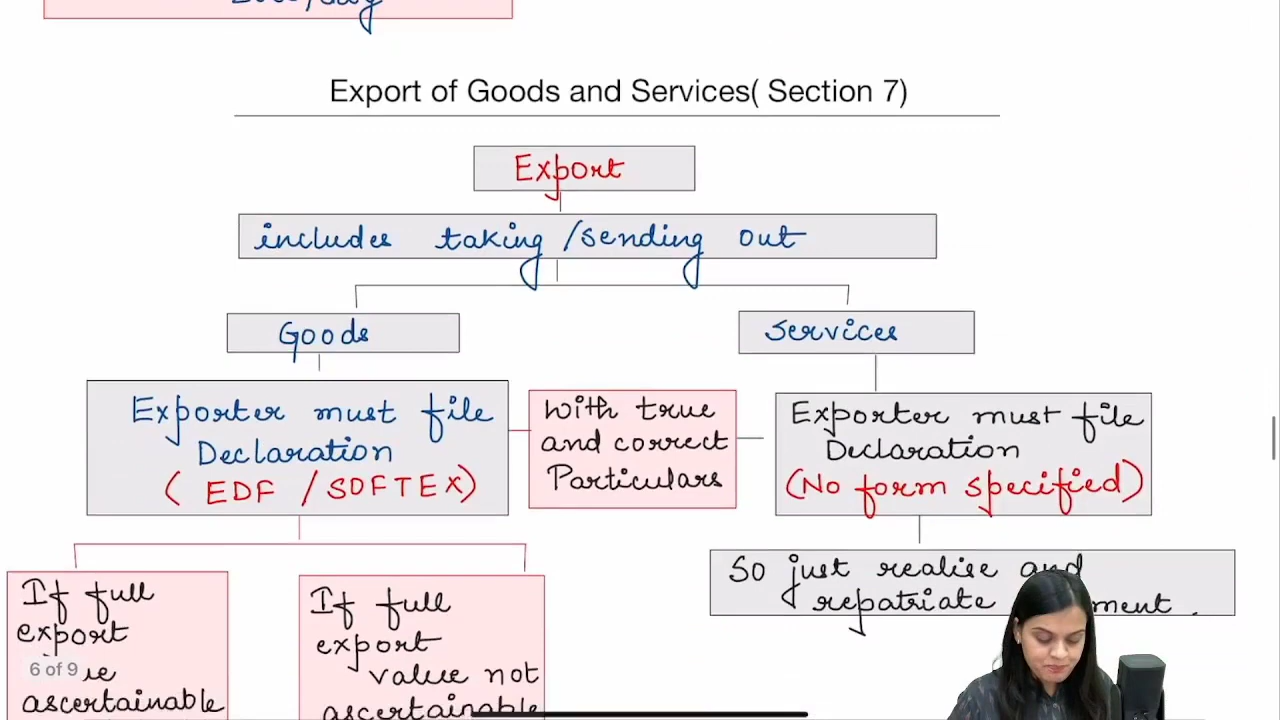 Export of Goods and Services( Section 7)
Export
includes taking /sending out
Goods
Services
Exporter must file
Declaration
( EDF / SOFTEX)
with true
and correct
Particulars
Exporter must file
Declaration
(No form specified)
So just realise and
repatriate
If full
export
ascertainable
If full
export
value not
ascertainable
6 of 9